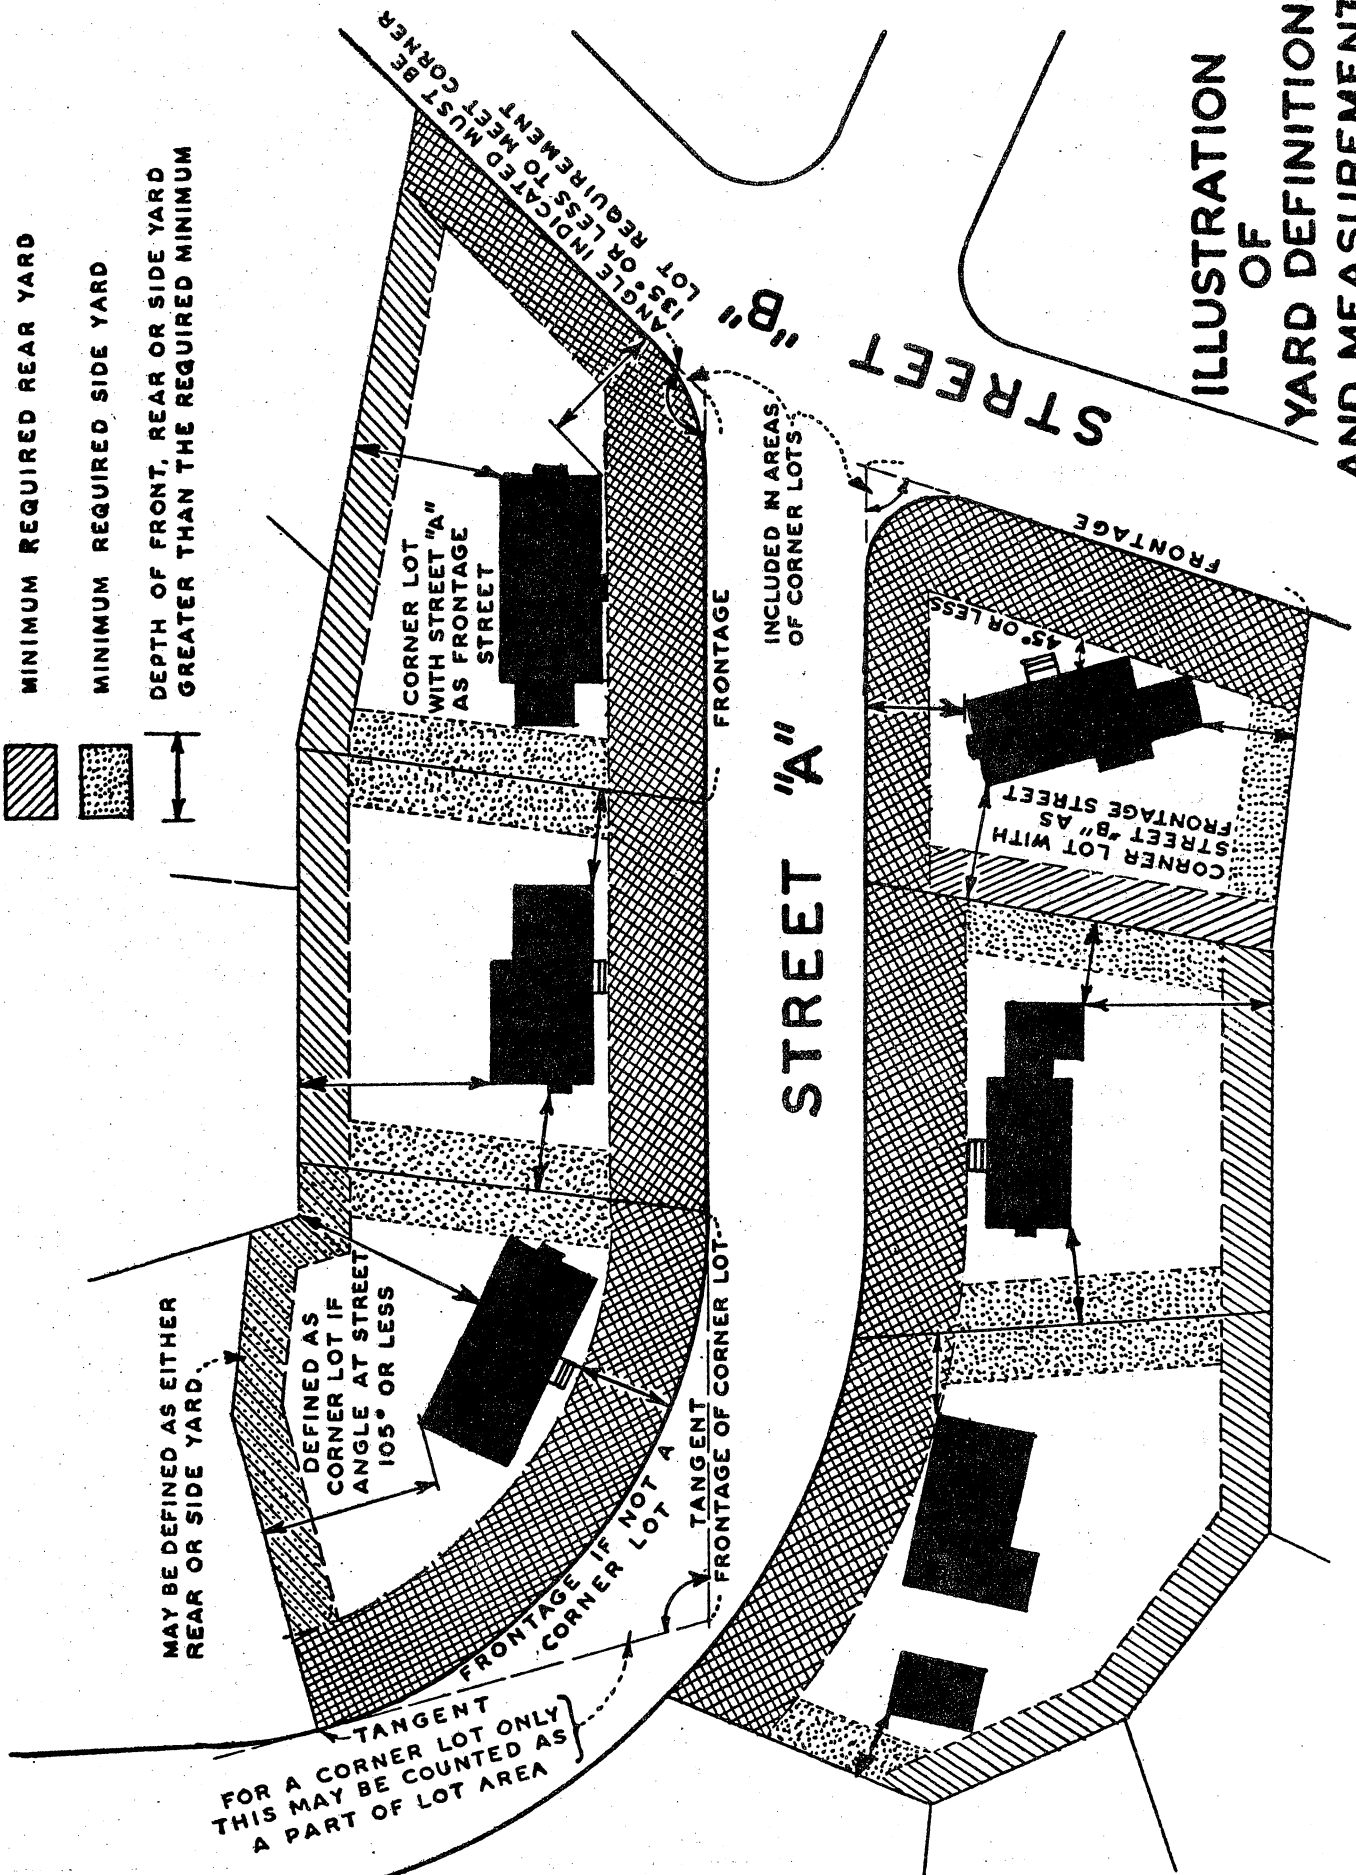 MINIMUM REQUIRED REAR YARD
MINIMUM REQUIRED SIDE YARD
DEPTH OF FRONT, REAR OR SIDE YARD
GREATER THAN THE REQUIRED MINIMUM
ANGLE INDICATED MUST BE
135° OR LESS TO MEET CORNER
LOT REQUIREMENT
CORNER LOT
WITH STREET "A"
AS FRONTAGE
STREET
FRONTAGE
INCLUDED IN AREAS
OF CORNER LOTS
STREET "B"
STREET "A"
FRONTAGE
45° OR LESS
CORNER LOT WITH
STREET "B" AS
FRONTAGE STREET
MAY BE DEFINED AS EITHER
REAR OR SIDE YARD
DEFINED AS
CORNER LOT IF
ANGLE AT STREET
105° OR LESS
FRONTAGE IF NOT A
CORNER LOT
TANGENT
FRONTAGE OF CORNER LOT
TANGENT
FOR A CORNER LOT ONLY
THIS MAY BE COUNTED AS
A PART OF LOT AREA
ILLUSTRATION
OF
YARD DEFINITION
AND MEASUREMENT